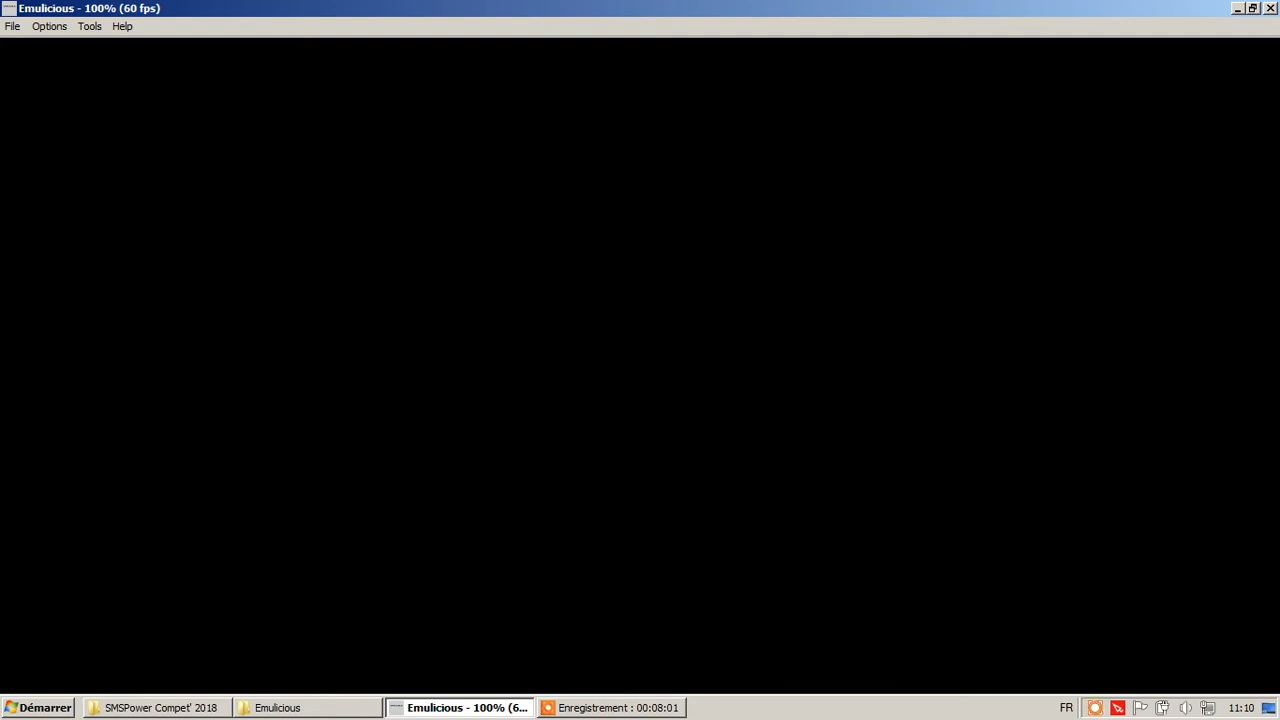 Emulicious - 100% (60 fps)
File Options Tools Help
Démarrer SMSPower Compet' 2018 Emulicious Emulicious - 100% (6... Enregistrement : 00:08:01 FR 11:10